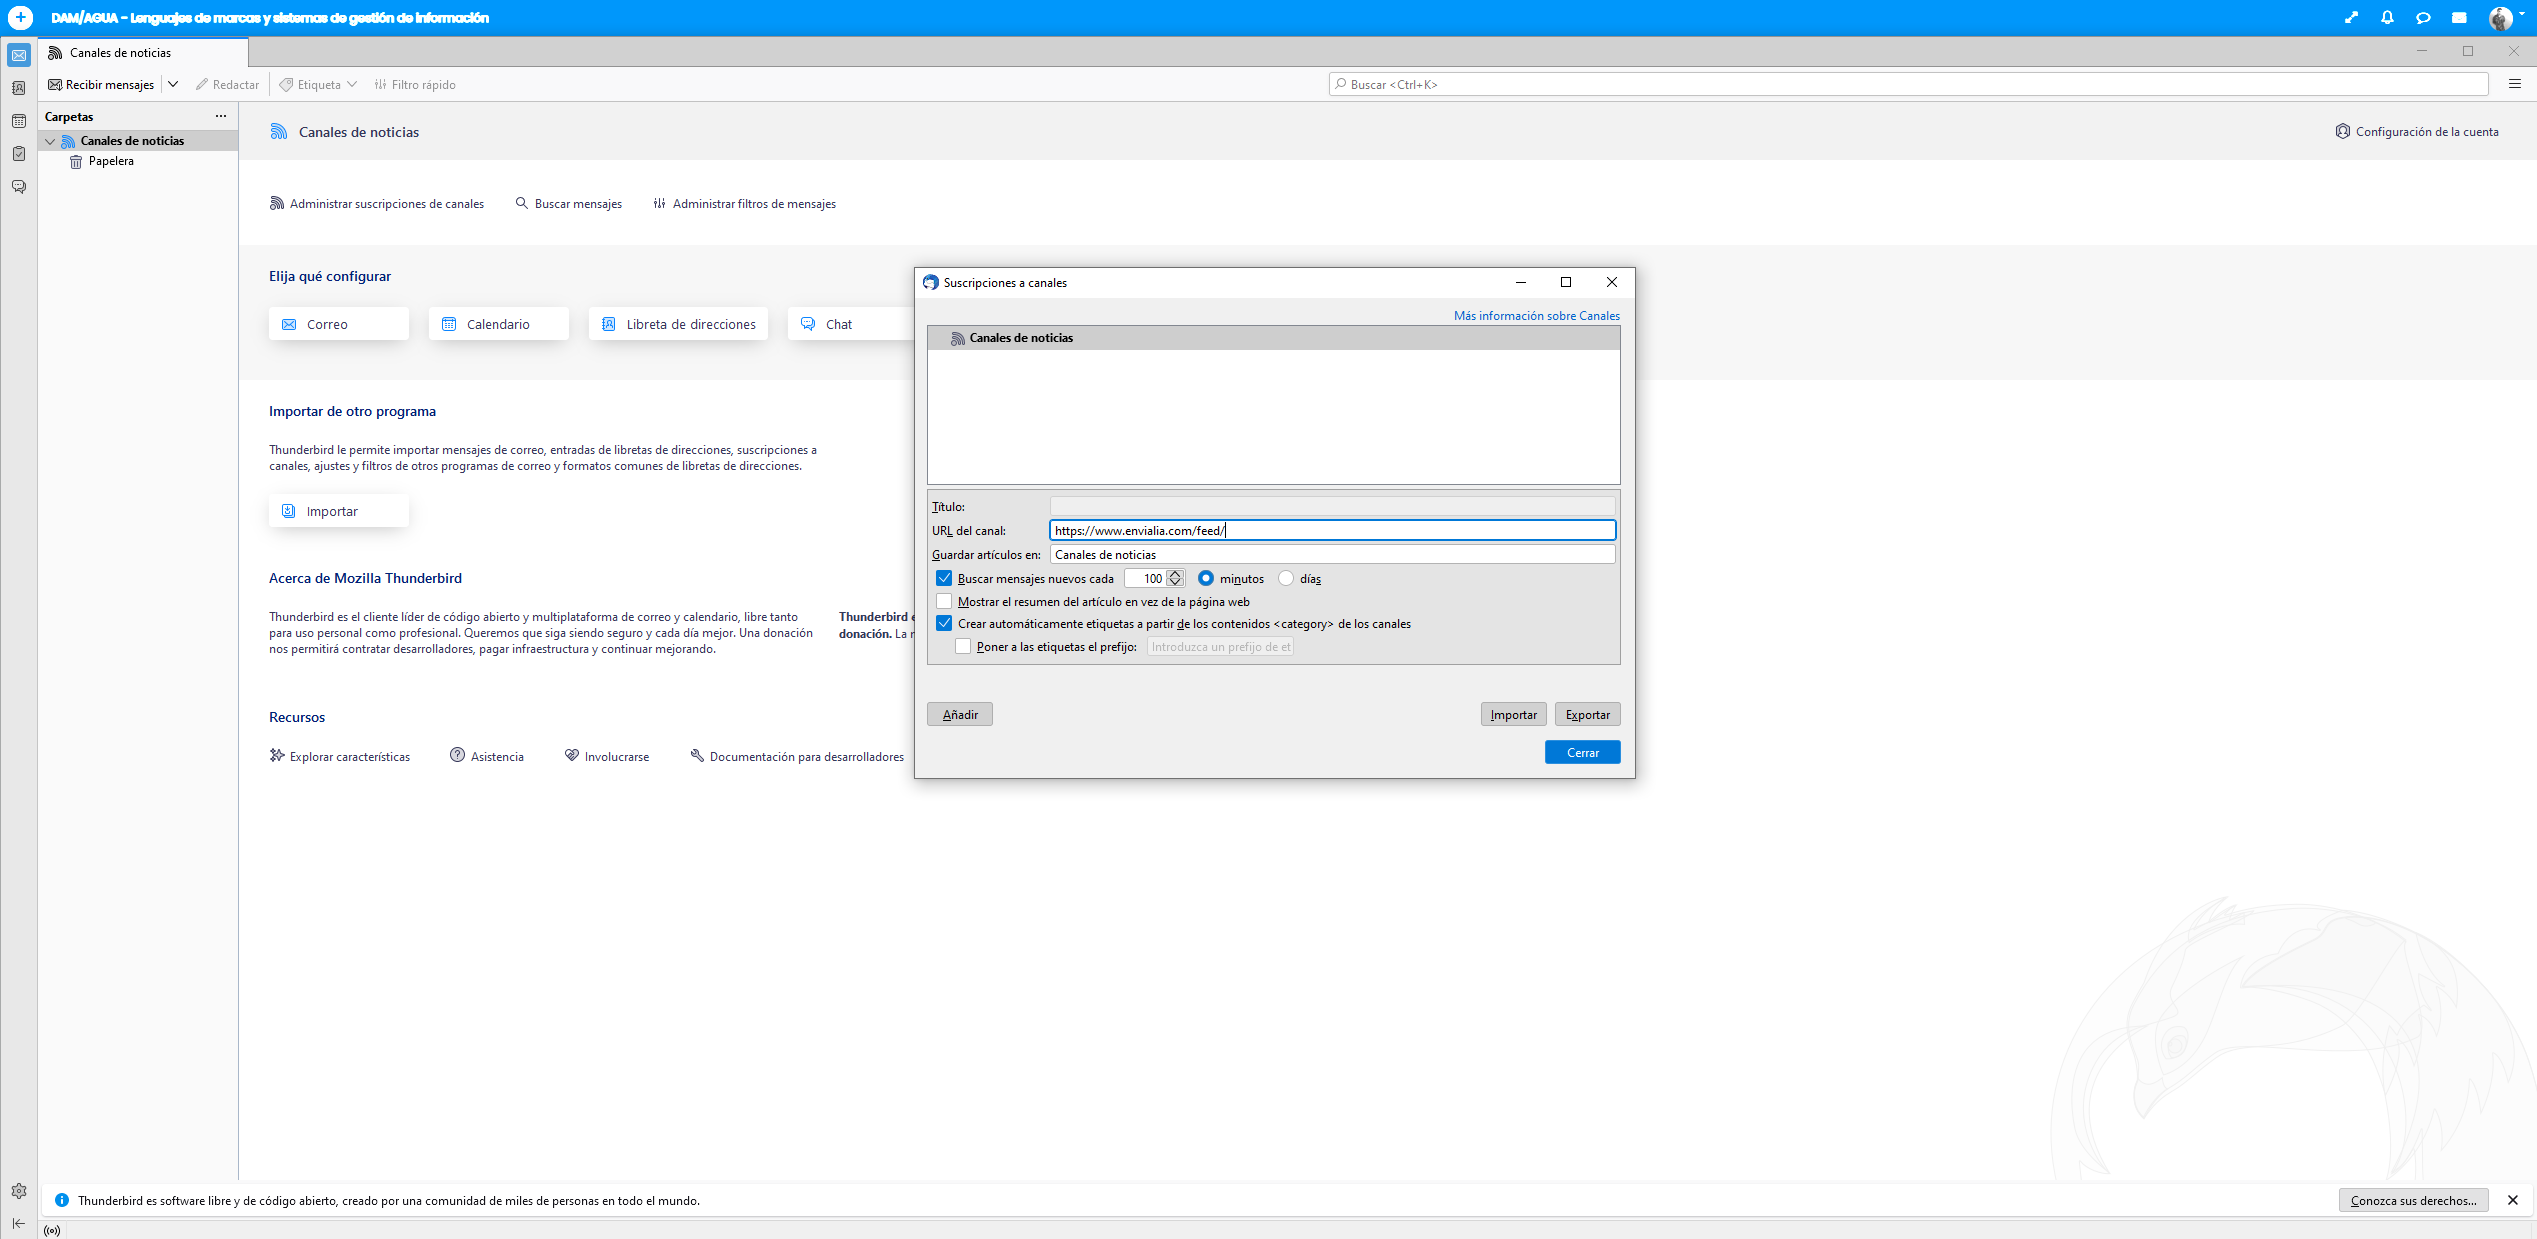 DAM/AGUA - Lenguajes de marcas y sistemas de gestión de información
Canales de noticias
Recibir mensajes
Redactar
Etiqueta
Filtro rápido
Buscar <Ctrl+K>
Carpetas
Canales de noticias
Papelera
Canales de noticias
Configuración de la cuenta
Administrar suscripciones de canales
Buscar mensajes
Administrar filtros de mensajes
Elija qué configurar
Correo
Calendario
Libreta de direcciones
Chat
Importar de otro programa
Thunderbird le permite importar mensajes de correo, entradas de libretas de direcciones, suscripciones a
canales, ajustes y filtros de otros programas de correo y formatos comunes de libretas de direcciones.
Importar
Acerca de Mozilla Thunderbird
Thunderbird es el cliente líder de código abierto y multiplataforma de correo y calendario, libre tanto
para uso personal como profesional. Queremos que siga siendo seguro y cada día mejor. Una donación
nos permitirá contratar desarrolladores, pagar infraestructura y continuar mejorando.
Thunderbird
donación. La
Recursos
Explorar características
Asistencia
Involucrarse
Documentación para desarrolladores
Suscripciones a canales
Más información sobre Canales
Canales de noticias
Título:
URL del canal:
https://www.envialia.com/feed/
Guardar artículos en:
Canales de noticias
Buscar mensajes nuevos cada
100
minutos
días
Mostrar el resumen del artículo en vez de la página web
Crear automáticamente etiquetas a partir de los contenidos <category> de los canales
Poner a las etiquetas el prefijo:
Introduzca un prefijo de et
Añadir
Importar
Exportar
Cerrar
Thunderbird es software libre y de código abierto, creado por una comunidad de miles de personas en todo el mundo.
Conozca sus derechos...